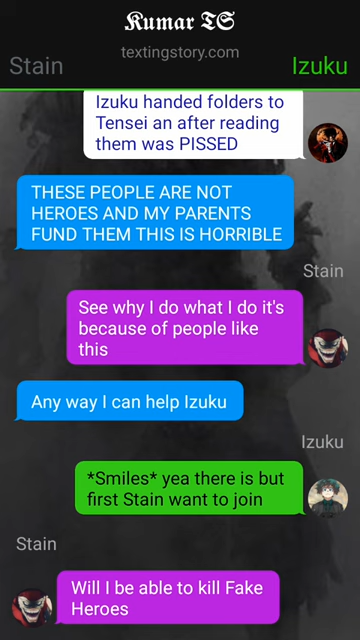 Kumar TS
textingstory.com
Stain
Izuku
Izuku handed folders to
Tensei an after reading
them was PISSED
THESE PEOPLE ARE NOT
HEROES AND MY PARENTS
FUND THEM THIS IS HORRIBLE
Stain
See why I do what I do it's
because of people like
this
Any way I can help Izuku
Izuku
*Smiles* yea there is but
first Stain want to join
Stain
Will I be able to kill Fake
Heroes